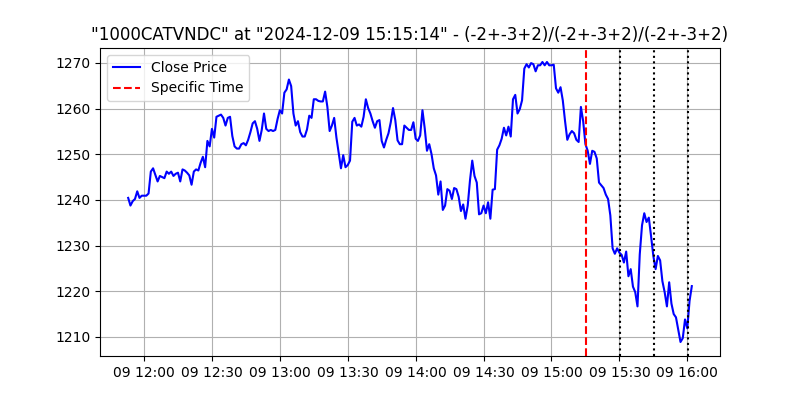 "1000CATVNDC" at "2024-12-09 15:15:14" - (-2+-3+2)/(-2+-3+2)/(-2+-3+2)
Close Price
Specific Time
1270
1260
1250
1240
1230
1220
1210
09 12:00 09 12:30 09 13:00 09 13:30 09 14:00 09 14:30 09 15:00 09 15:30 09 16:00